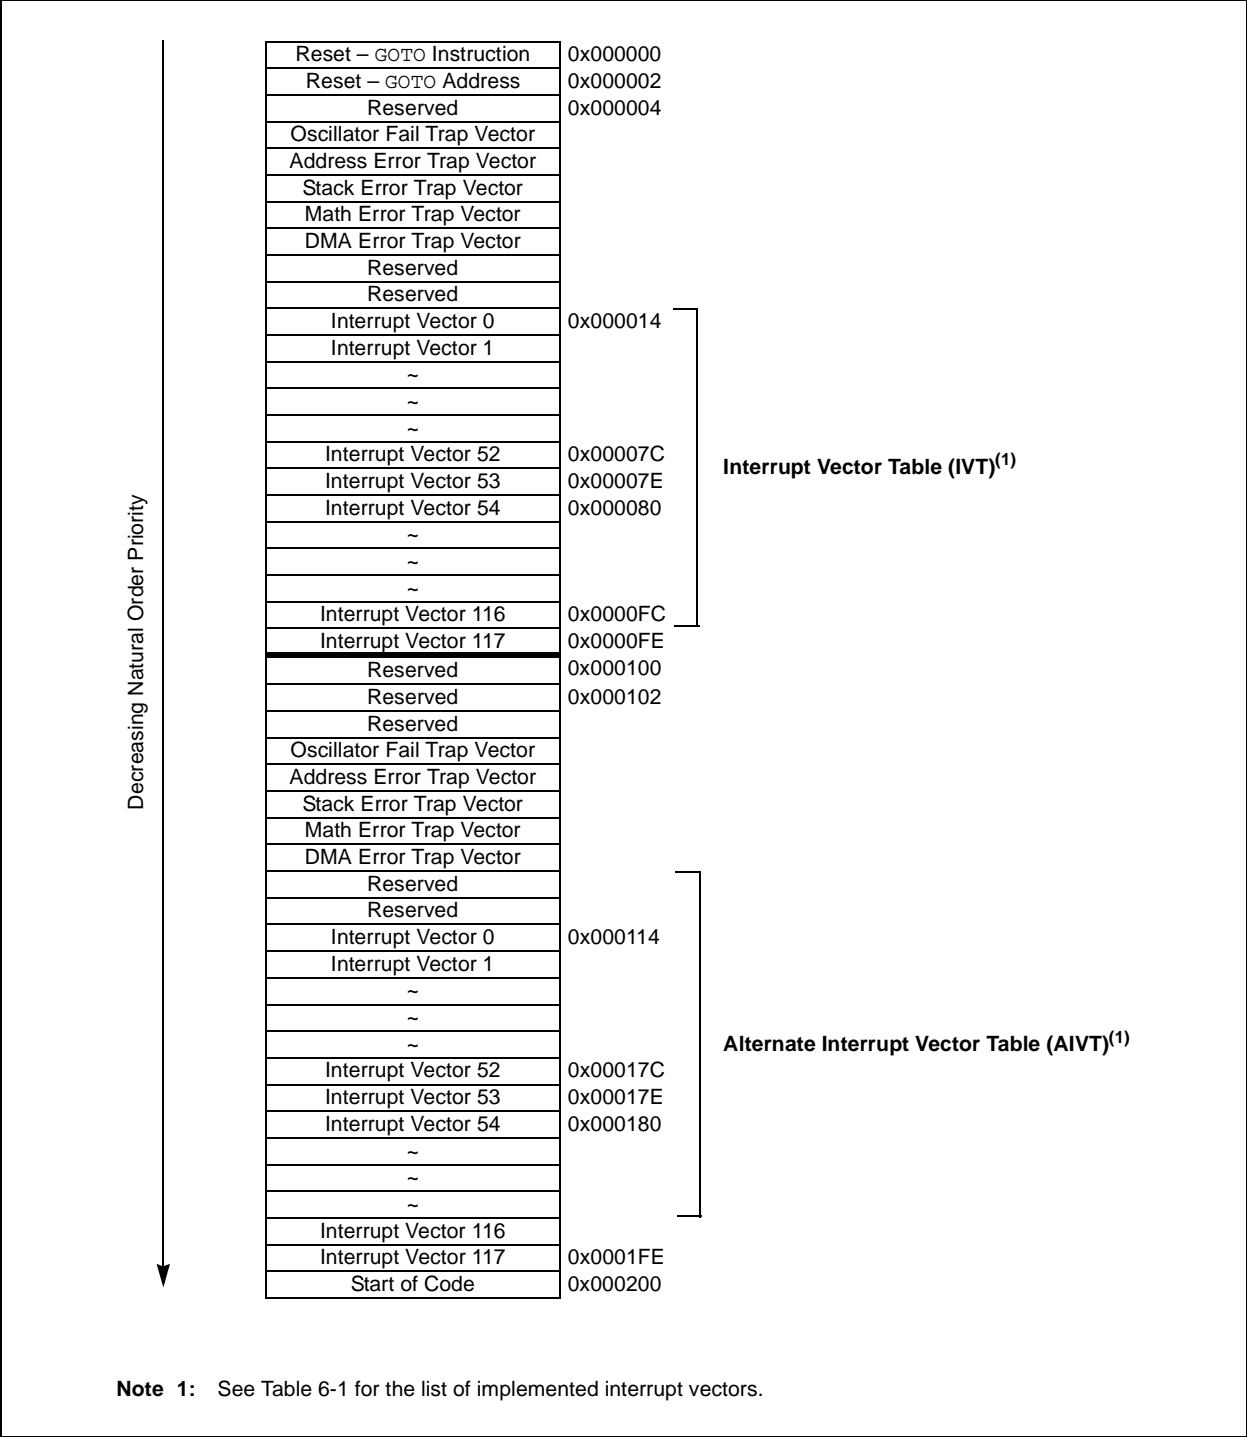 Reset – GOTO Instruction 0x000000
Reset – GOTO Address 0x000002
Reserved 0x000004
Oscillator Fail Trap Vector
Address Error Trap Vector
Stack Error Trap Vector
Math Error Trap Vector
DMA Error Trap Vector
Reserved
Reserved
Interrupt Vector 0 0x000014
Interrupt Vector 1
~
~
~
Interrupt Vector 52 0x00007C
Interrupt Vector Table (IVT)(1)
Interrupt Vector 53 0x00007E
Interrupt Vector 54 0x000080
~
~
~
Interrupt Vector 116 0x0000FC
Interrupt Vector 117 0x0000FE
Decreasing Natural Order Priority
Reserved 0x000100
Reserved 0x000102
Reserved
Oscillator Fail Trap Vector
Address Error Trap Vector
Stack Error Trap Vector
Math Error Trap Vector
DMA Error Trap Vector
Reserved
Reserved
Interrupt Vector 0 0x000114
Interrupt Vector 1
~
~
~
Alternate Interrupt Vector Table (AIVT)(1)
Interrupt Vector 52 0x00017C
Interrupt Vector 53 0x00017E
Interrupt Vector 54 0x000180
~
~
~
Interrupt Vector 116
Interrupt Vector 117 0x0001FE
Start of Code 0x000200
Note 1: See Table 6-1 for the list of implemented interrupt vectors.